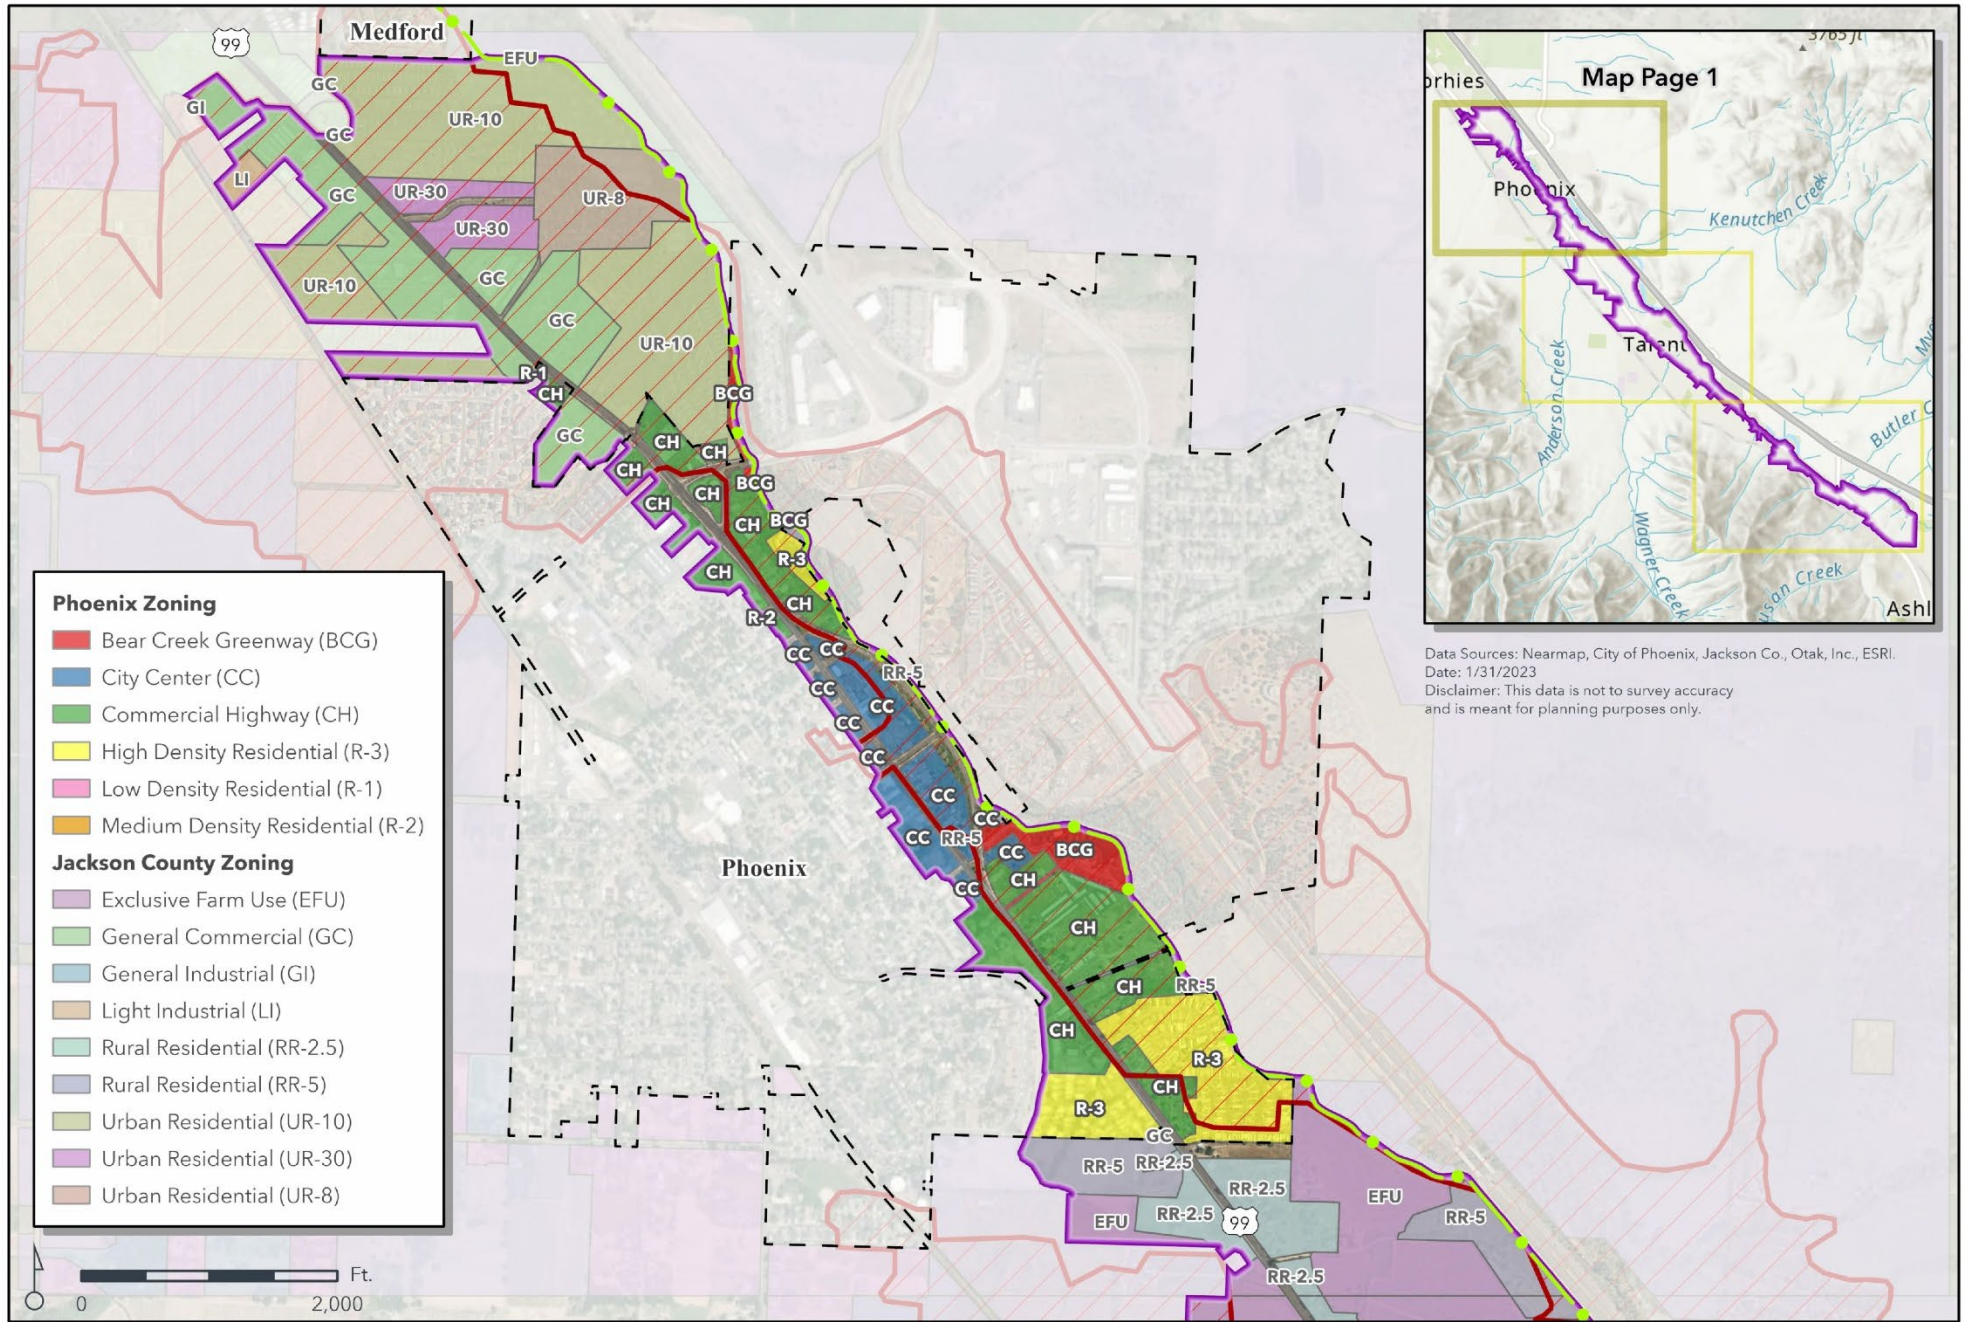 Medford
99
EFU
GC
GI
UR-10
GC
LI
GC
UR-30
UR-8
UR-30
GC
UR-10
GC
UR-10
R-1
CH
BCG
GC
CH
CH
CH
BCG
CH
CH
CH
BCG
R-3
CH
CH
R-2
CC
CC
RR-5
CC
CC
CC
CC
CC
CC
CC
RR-5
CC
BCG
CH
CC
Phoenix
CH
CH
RR-5
CH
R-3
CH
R-3
GC
RR-5
RR-2.5
RR-2.5
EFU
RR-2.5
EFU
RR-5
99
RR-2.5
Phoenix Zoning
Bear Creek Greenway (BCG)
City Center (CC)
Commercial Highway (CH)
High Density Residential (R-3)
Low Density Residential (R-1)
Medium Density Residential (R-2)
Jackson County Zoning
Exclusive Farm Use (EFU)
General Commercial (GC)
General Industrial (GI)
Light Industrial (LI)
Rural Residential (RR-2.5)
Rural Residential (RR-5)
Urban Residential (UR-10)
Urban Residential (UR-30)
Urban Residential (UR-8)
Ft.
0
2,000
3765 ft
Map Page 1
orhies
Phoenix
Kenutchen Creek
Talent
Anderson Creek
Butler C
Wagner Creek
usan Creek
Ashl
Data Sources: Nearmap, City of Phoenix, Jackson Co., Otak, Inc., ESRI.
Date: 1/31/2023
Disclaimer: This data is not to survey accuracy
and is meant for planning purposes only.